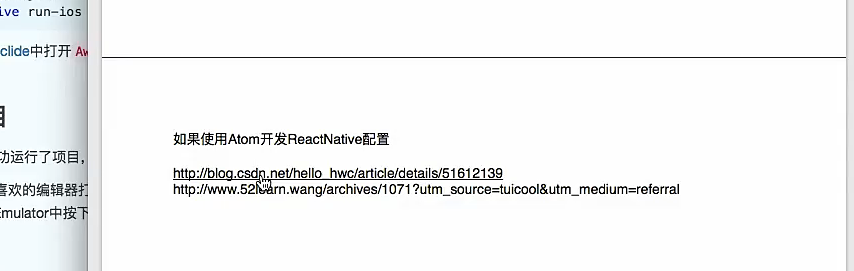 ive run-ios
clide中打开 Aw
功运行了项目，
喜欢的编辑器打
Emulator中按下
如果使用Atom开发ReactNative配置
http://blog.csdn.net/hello_hwc/article/details/51612139
http://www.52learn.wang/archives/1071?utm_source=tuicool&utm_medium=referral